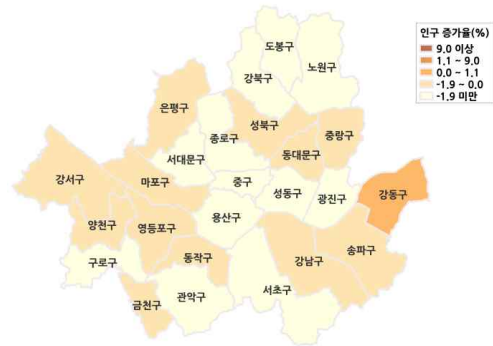 인구 증가율(%)
9.0 이상
1.1 ~ 9.0
0.0 ~ 1.1
-1.9 ~ 0.0
-1.9 미만
도봉구
노원구
강북구
은평구
성북구
중랑구
종로구
동대문구
서대문구
강서구
마포구
중구
성동구
광진구
강동구
양천구
영등포구
용산구
송파구
구로구
동작구
강남구
서초구
관악구
금천구